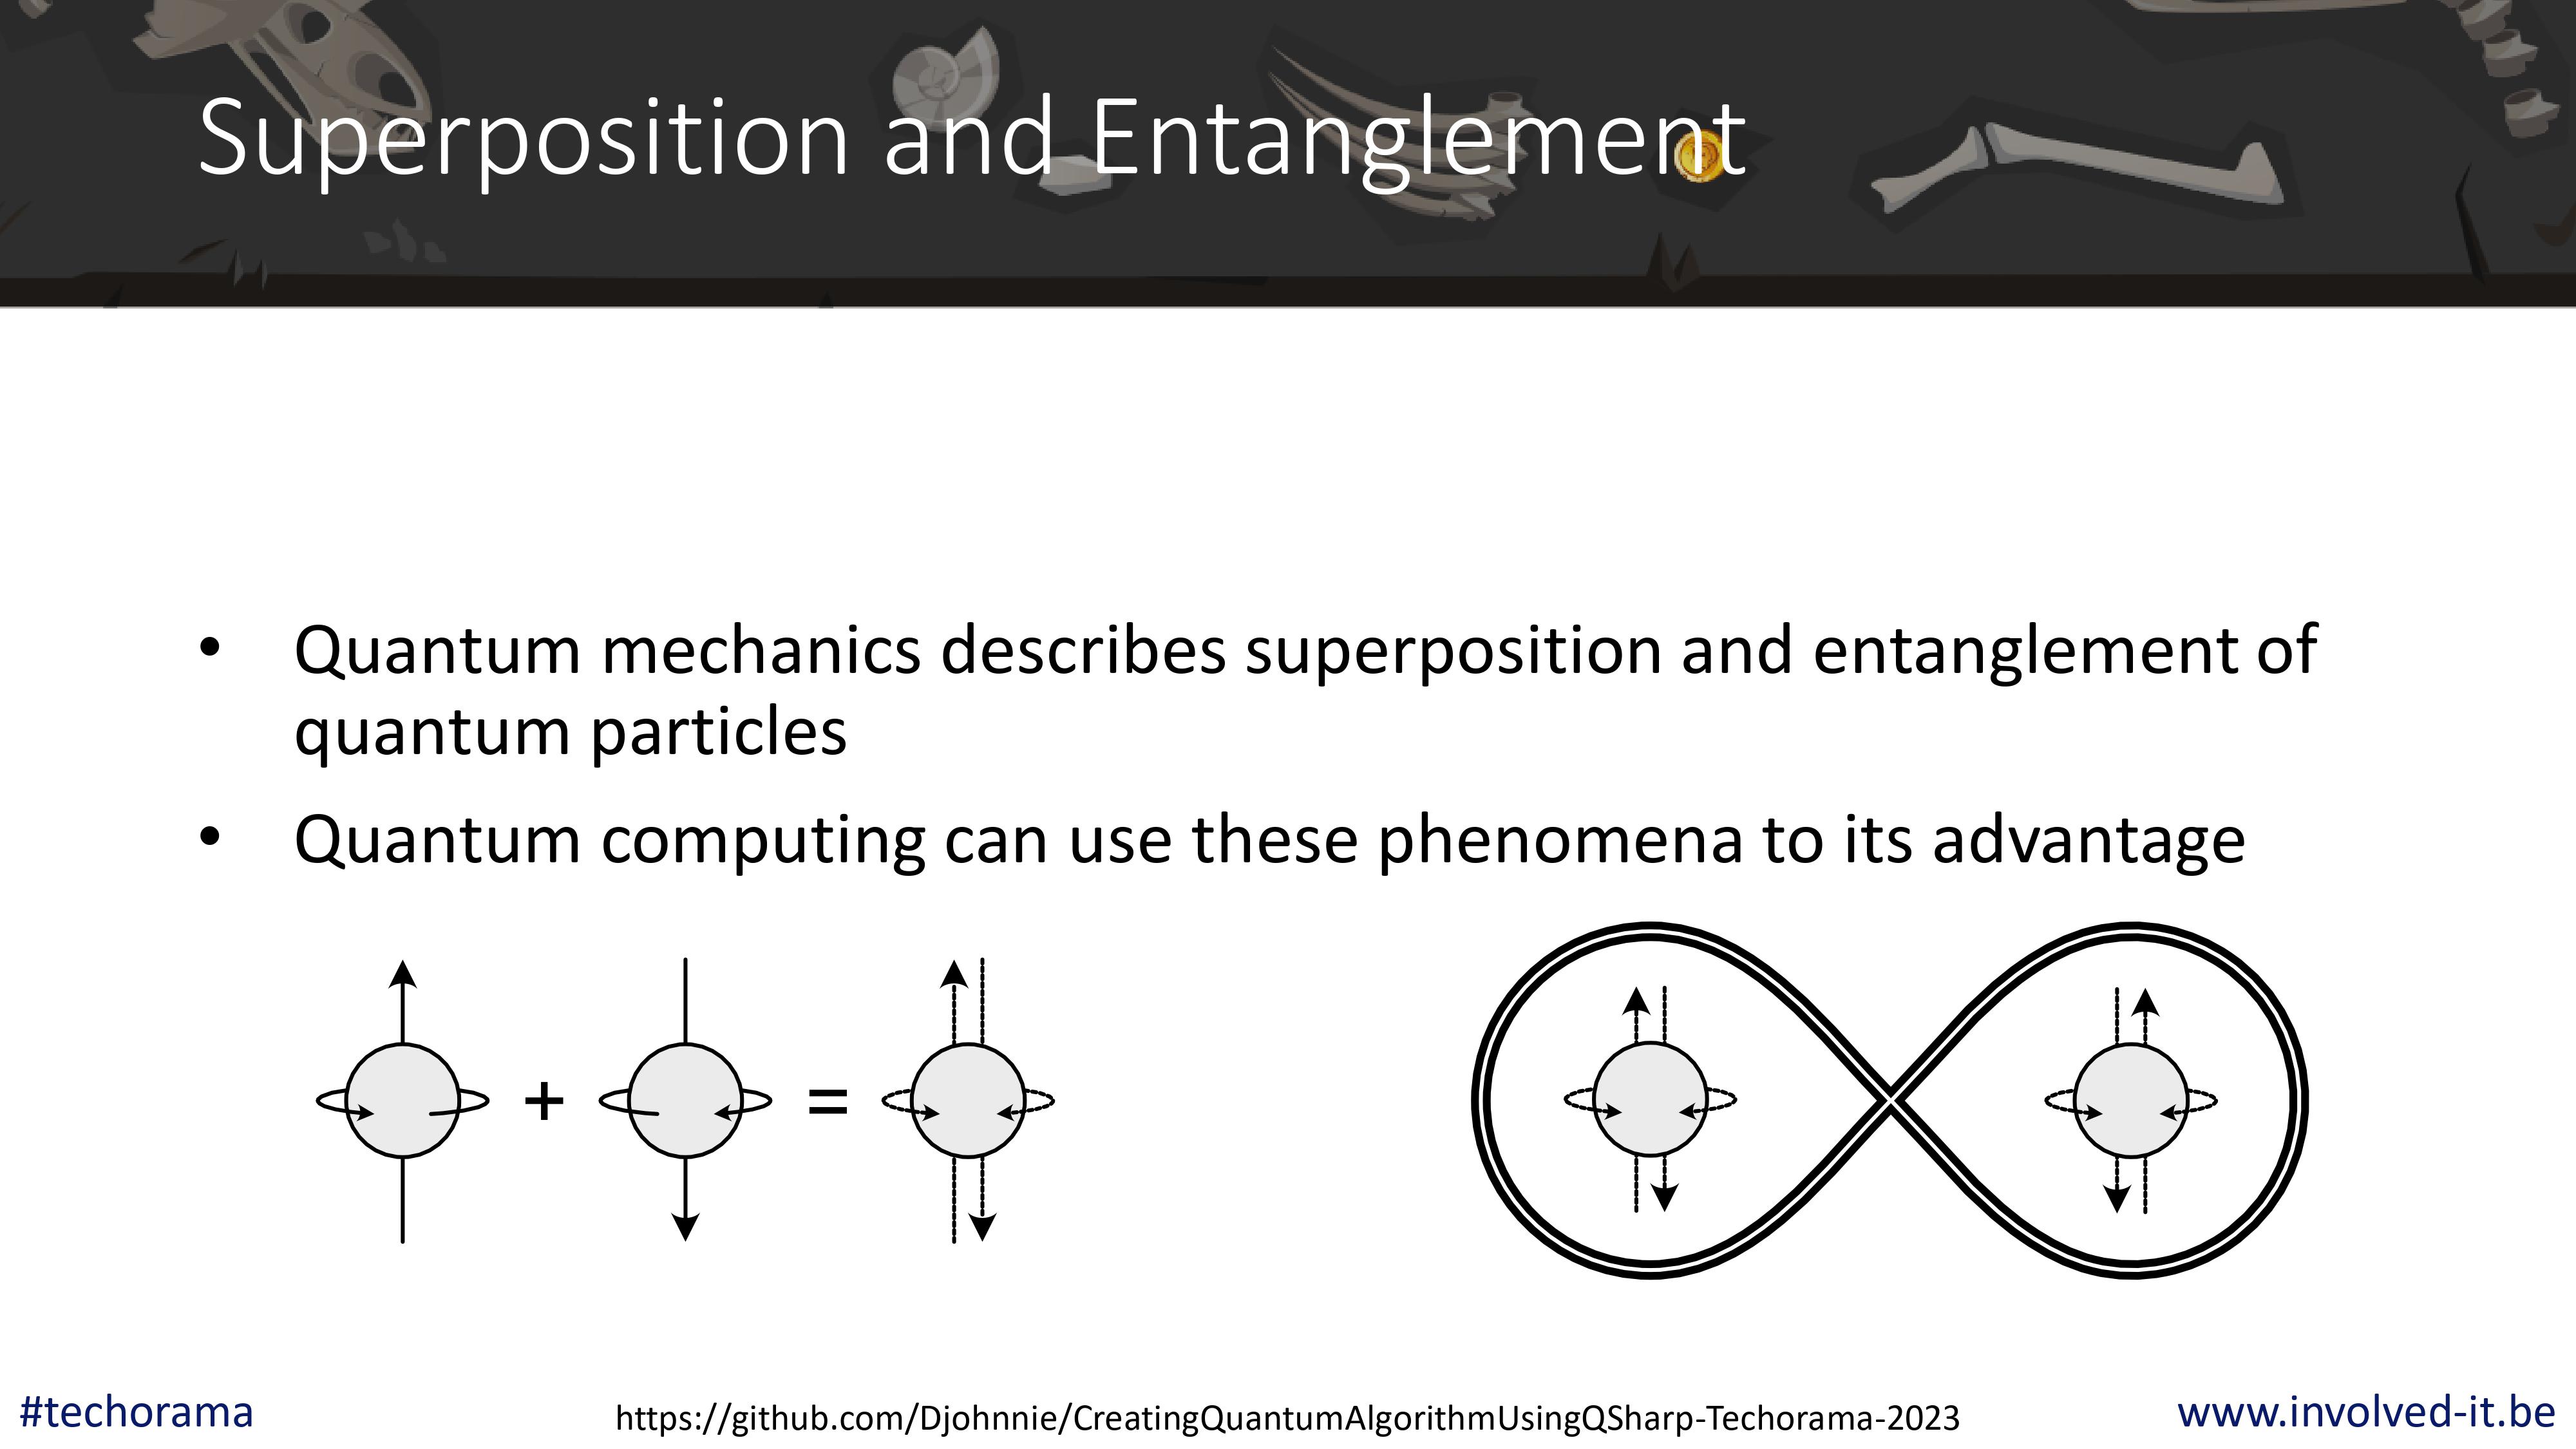 Superposition and Entanglement
• Quantum mechanics describes superposition and entanglement of
quantum particles
• Quantum computing can use these phenomena to its advantage
+ =
#techorama
https://github.com/Djohnnie/CreatingQuantumAlgorithmUsingQSharp-Techorama-2023
www.involved-it.be